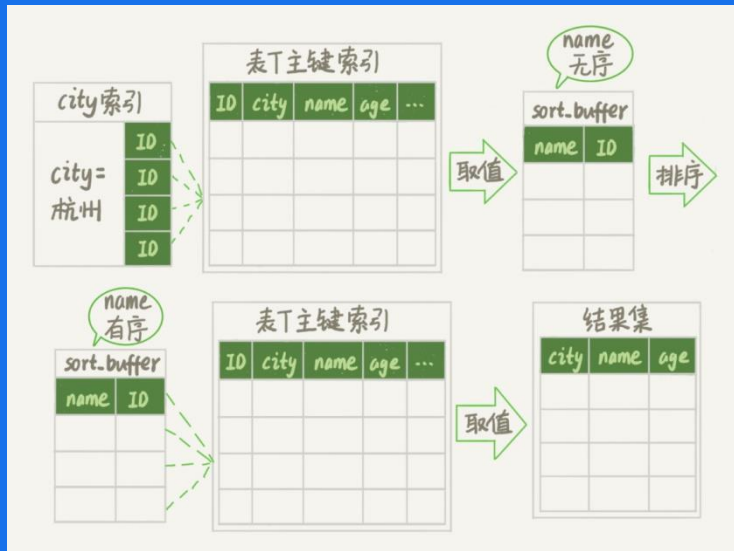 city索引
city=
杭州
ID
ID
ID
ID
表T主键索引
ID city name age ...
取值
name
无序
sort_buffer
name ID
排序
name
有序
sort_buffer
name ID
表T主键索引
ID city name age ...
取值
结果集
city name age